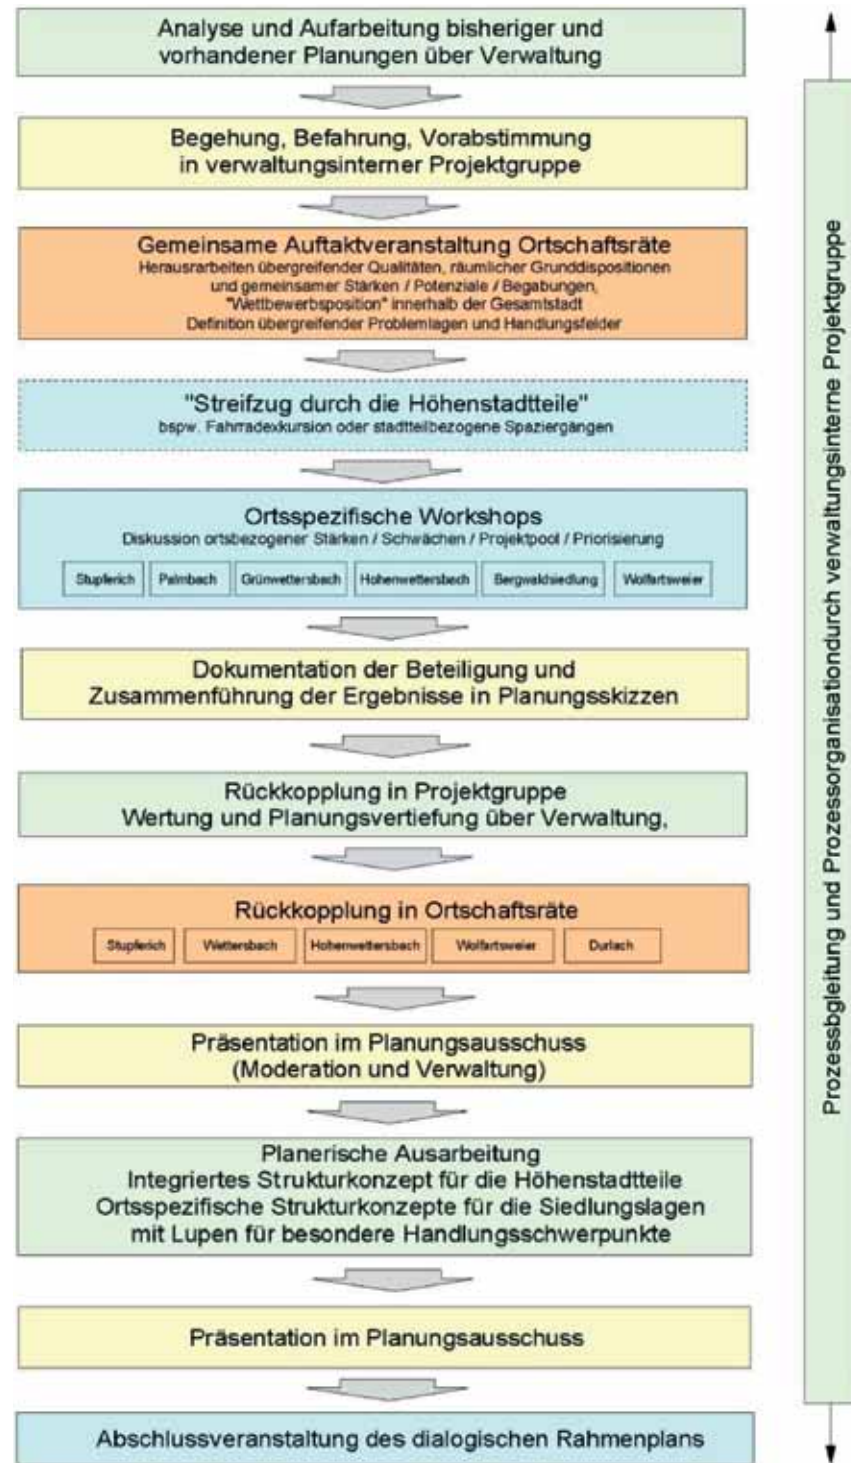 Analyse und Aufarbeitung bisheriger und
vorhandener Planungen über Verwaltung
Begehung, Befahrung, Vorabstimmung
in verwaltungsinterner Projektgruppe
Gemeinsame Auftaktveranstaltung Ortschaftsräte
Herausarbeiten übergreifender Qualitäten, räumlicher Grunddispositionen
und gemeinsamer Stärken / Potenziale / Begabungen,
"Wettbewerbsposition" innerhalb der Gesamtstadt
Definition übergreifender Problemlagen und Handlungsfelder
"Streifzug durch die Höhenstadtteile"
bspw. Fahrradexkursion oder stadtteilbezogene Spaziergängen
Ortsspezifische Workshops
Diskussion ortsbezogener Stärken / Schwächen / Projektpool / Priorisierung
Stupferich Palmbach Grünwettersbach Hohenwettersbach Bergwaldsiedlung Wolfartsweier
Dokumentation der Beteiligung und
Zusammenführung der Ergebnisse in Planungsskizzen
Rückkopplung in Projektgruppe
Wertung und Planungsvertiefung über Verwaltung,
Rückkopplung in Ortschaftsräte
Stupferich Wettersbach Hohenwettersbach Wolfartsweier Durlach
Präsentation im Planungsausschuss
(Moderation und Verwaltung)
Planerische Ausarbeitung
Integriertes Strukturkonzept für die Höhenstadtteile
Ortsspezifische Strukturkonzepte für die Siedlungslagen
mit Lupen für besondere Handlungsschwerpunkte
Präsentation im Planungsausschuss
Abschlussveranstaltung des dialogischen Rahmenplans
Prozessbgleitung und Prozessorganisationdurch verwaltungsinterne Projektgruppe